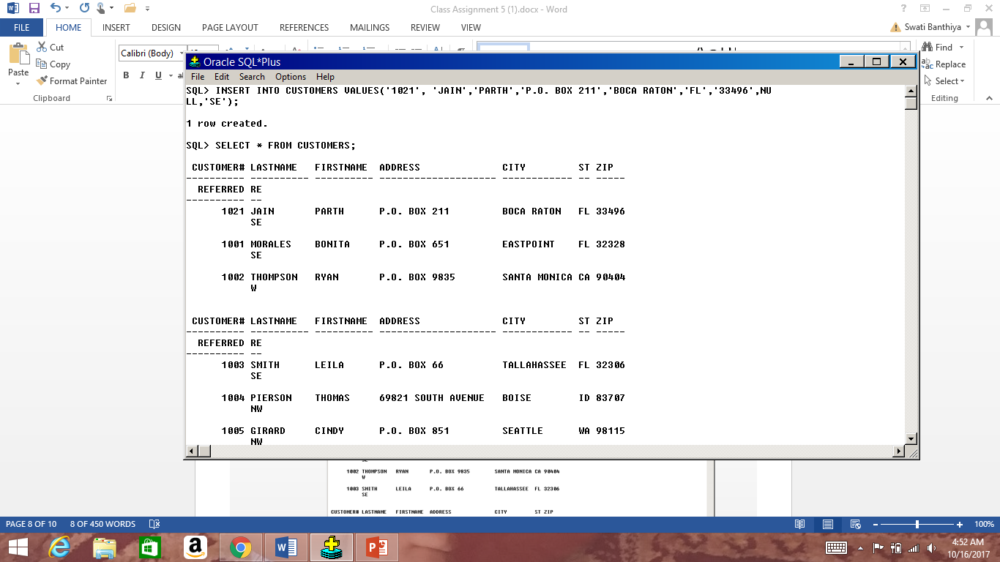 Class Assignment 5 (1).docx - Word
FILE HOME INSERT DESIGN PAGE LAYOUT REFERENCES MAILINGS REVIEW VIEW Swati Banthiya
Paste
Cut
Copy
Format Painter
Clipboard
Calibri (Body)
B I U
Find
Replace
Select
Editing
Oracle SQL*Plus
File Edit Search Options Help
SQL> INSERT INTO CUSTOMERS VALUES('1021', 'JAIN','PARTH','P.O. BOX 211','BOCA RATON','FL','33496',NU
LL,'SE');
1 row created.
SQL> SELECT * FROM CUSTOMERS;
CUSTOMER# LASTNAME FIRSTNAME ADDRESS CITY ST ZIP
---------- ---------- ---------- -------------------- ------------ -- -----
REFERRED RE
---------- --
1021 JAIN PARTH P.O. BOX 211 BOCA RATON FL 33496
SE
1001 MORALES BONITA P.O. BOX 651 EASTPOINT FL 32328
SE
1002 THOMPSON RYAN P.O. BOX 9835 SANTA MONICA CA 90404
W
CUSTOMER# LASTNAME FIRSTNAME ADDRESS CITY ST ZIP
---------- ---------- ---------- -------------------- ------------ -- -----
REFERRED RE
---------- --
1003 SMITH LEILA P.O. BOX 66 TALLAHASSEE FL 32306
SE
1004 PIERSON THOMAS 69821 SOUTH AVENUE BOISE ID 83707
NW
1005 GIRARD CINDY P.O. BOX 851 SEATTLE WA 98115
NW
1002 THOMPSON RYAN P.O. BOX 9835 SANTA MONICA CA 90404
W
1003 SMITH LEILA P.O. BOX 66 TALLAHASSEE FL 32306
SE
CUSTOMER# LASTNAME FIRSTNAME ADDRESS CITY ST ZIP
PAGE 8 OF 10 8 OF 450 WORDS 100%
4:52 AM
10/16/2017